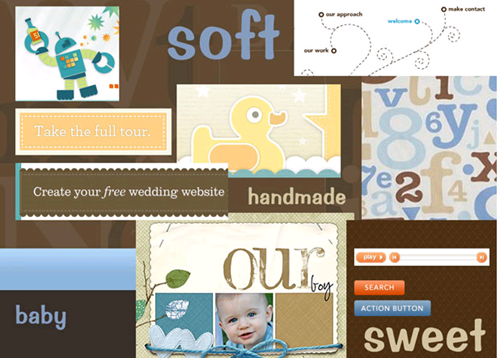 soft
our approach
make contact
welcome
our work
Take the full tour.
Create your free wedding website
handmade
our
boy
play
SEARCH
ACTION BUTTON
baby
sweet